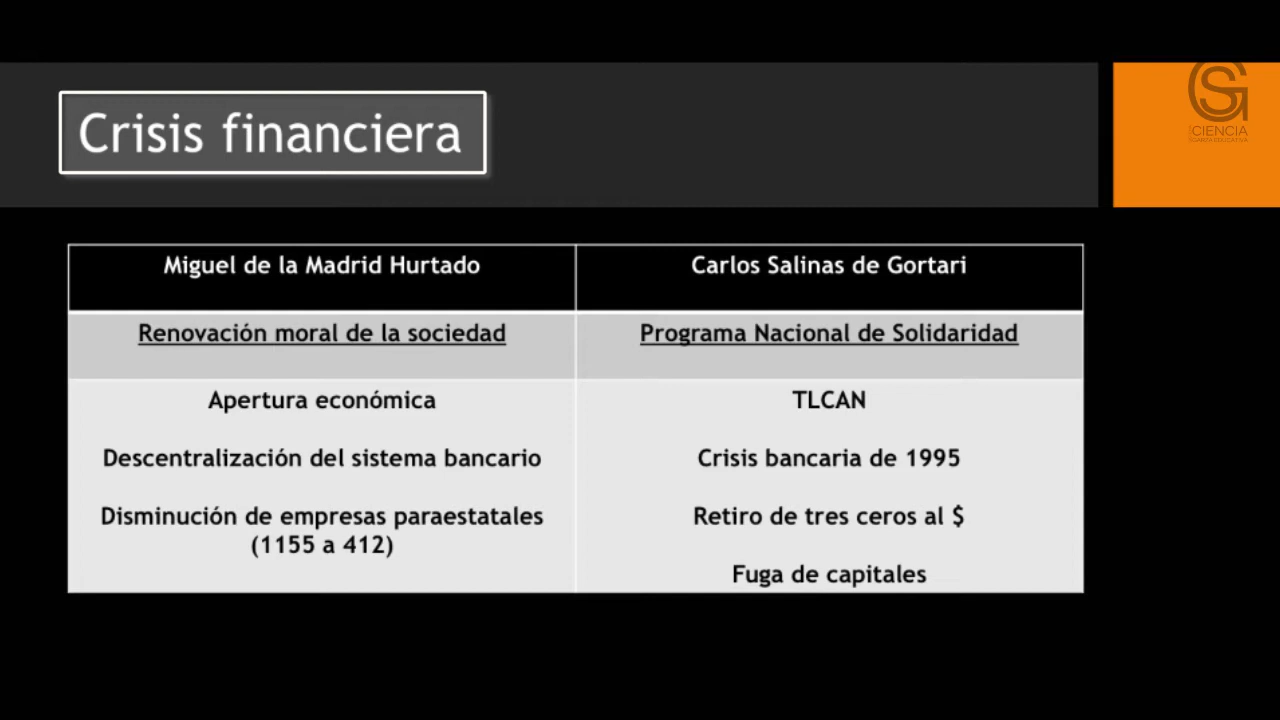 Crisis financiera
SG
CIENCIA
Miguel de la Madrid Hurtado
Carlos Salinas de Gortari
Renovación moral de la sociedad
Programa Nacional de Solidaridad
Apertura económica
Descentralización del sistema bancario
Disminución de empresas paraestatales
(1155 a 412)
TLCAN
Crisis bancaria de 1995
Retiro de tres ceros al $
Fuga de capitales